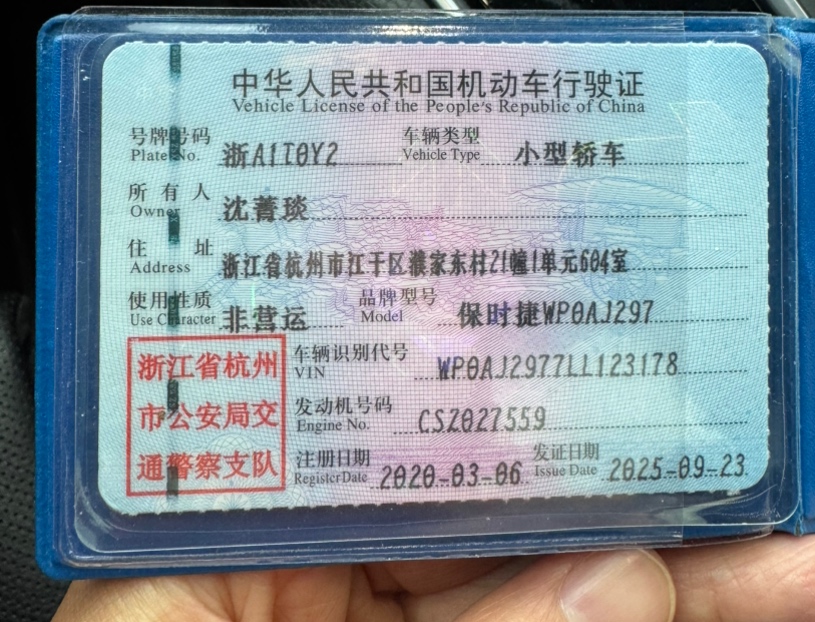 中华人民共和国机动车行驶证
Vehicle License of the People's Republic of China
号牌号码 浙A1T0Y2 车辆类型 小型轿车
Plate No. Vehicle Type
所有人 沈菁琰
Owner
住址 浙江省杭州市江干区濮家东村21幢1单元604室
Address
使用性质 非营运 品牌型号 保时捷WP0AJ297
Use Character Model
浙江省杭州
市公安局交
通警察支队
车辆识别代号 WP0AJ2977LL123178
VIN
发动机号码 CSZ027559
Engine No.
注册日期 2020-03-06 发证日期 2025-09-23
Register Date Issue Date